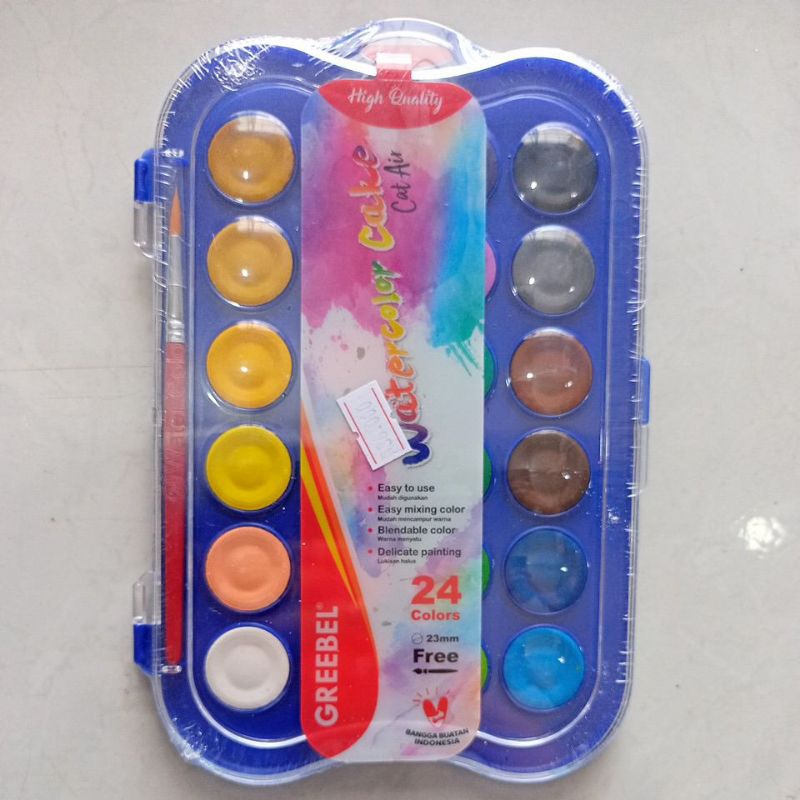 High Quality
Watercolor Cake
Cat Air
Easy to use
Mudah digunakan
Easy mixing color
Mudah mencampur warna
Blendable color
Warna menyatu
Delicate painting
Lukisan halus
24
Colors
23mm
Free
GREEBEL®
BANGGA BUATAN
INDONESIA